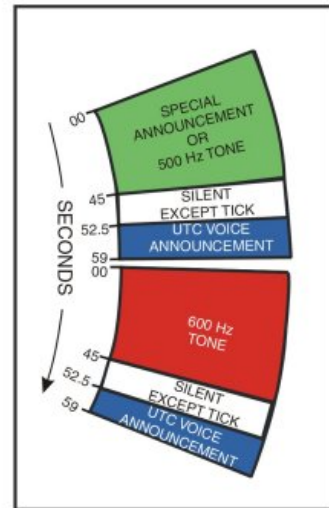 00
SPECIAL
ANNOUNCEMENT
OR
500 Hz TONE
45
SILENT
EXCEPT TICK
52.5
UTC VOICE
ANNOUNCEMENT
59
00
SECONDS
600 Hz
TONE
45
SILENT
EXCEPT TICK
52.5
UTC VOICE
ANNOUNCEMENT
59